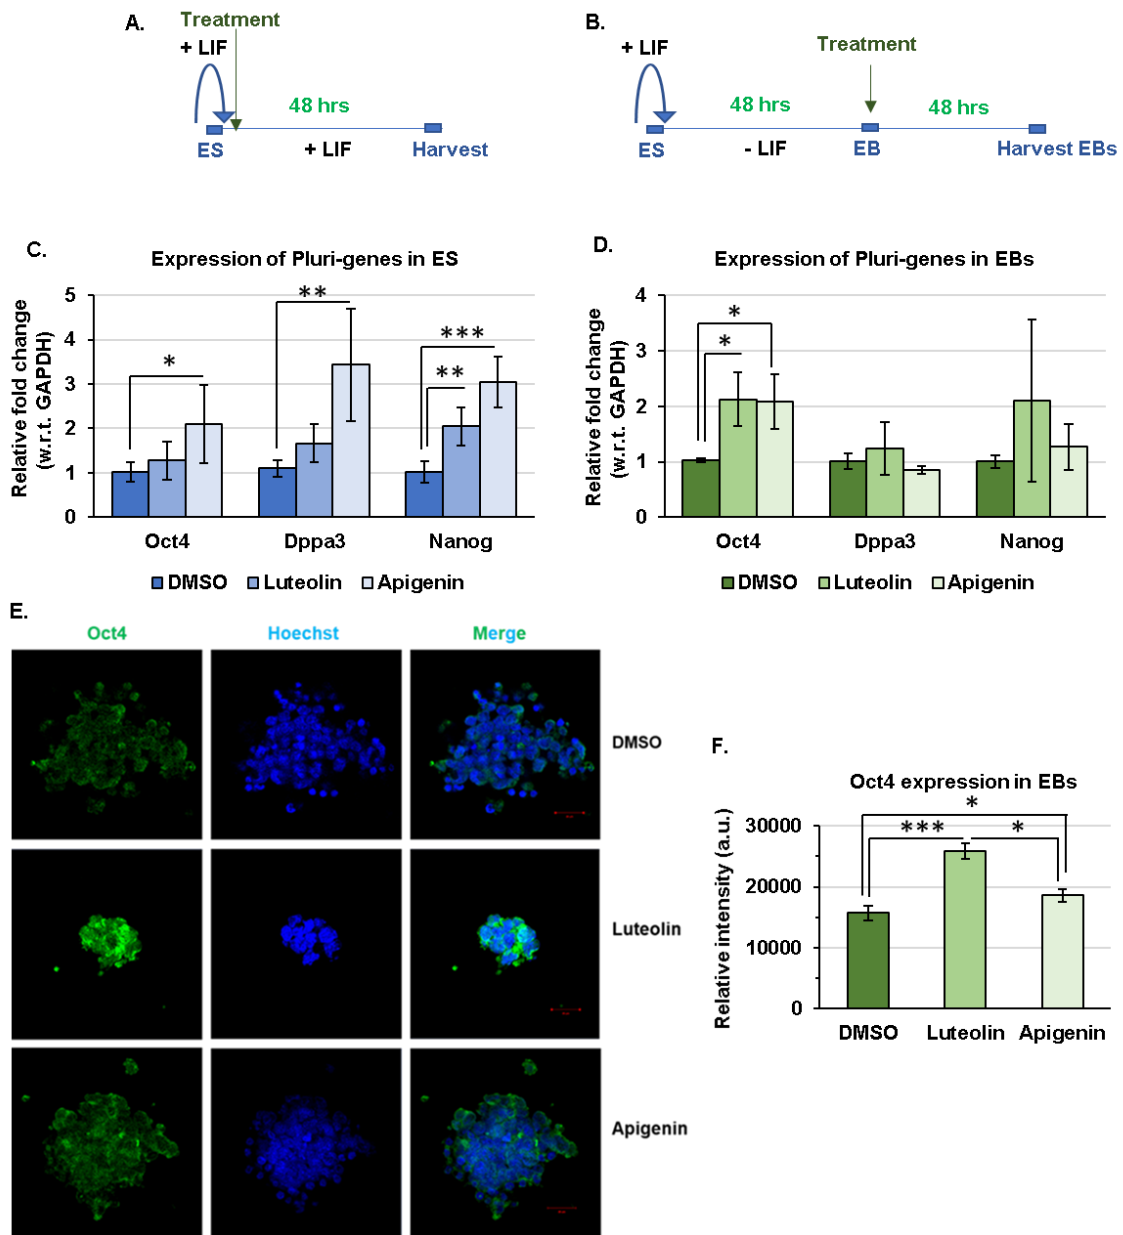 A.
Treatment
+ LIF
48 hrs
ES
+ LIF
Harvest
B.
+ LIF
Treatment
48 hrs
48 hrs
ES
- LIF
EB
Harvest EBs
C.
Expression of Pluri-genes in ES
Relative fold change
(w.r.t. GAPDH)
5
4
3
2
1
0
*
**
***
**
Oct4
Dppa3
Nanog
DMSO
Luteolin
Apigenin
D.
Expression of Pluri-genes in EBs
Relative fold change
(w.r.t. GAPDH)
4
3
2
1
0
*
*
Oct4
Dppa3
Nanog
DMSO
Luteolin
Apigenin
E.
Oct4
Hoechst
Merge
DMSO
Luteolin
Apigenin
F.
Oct4 expression in EBs
Relative intensity (a.u.)
30000
20000
10000
0
*
***
*
DMSO
Luteolin
Apigenin